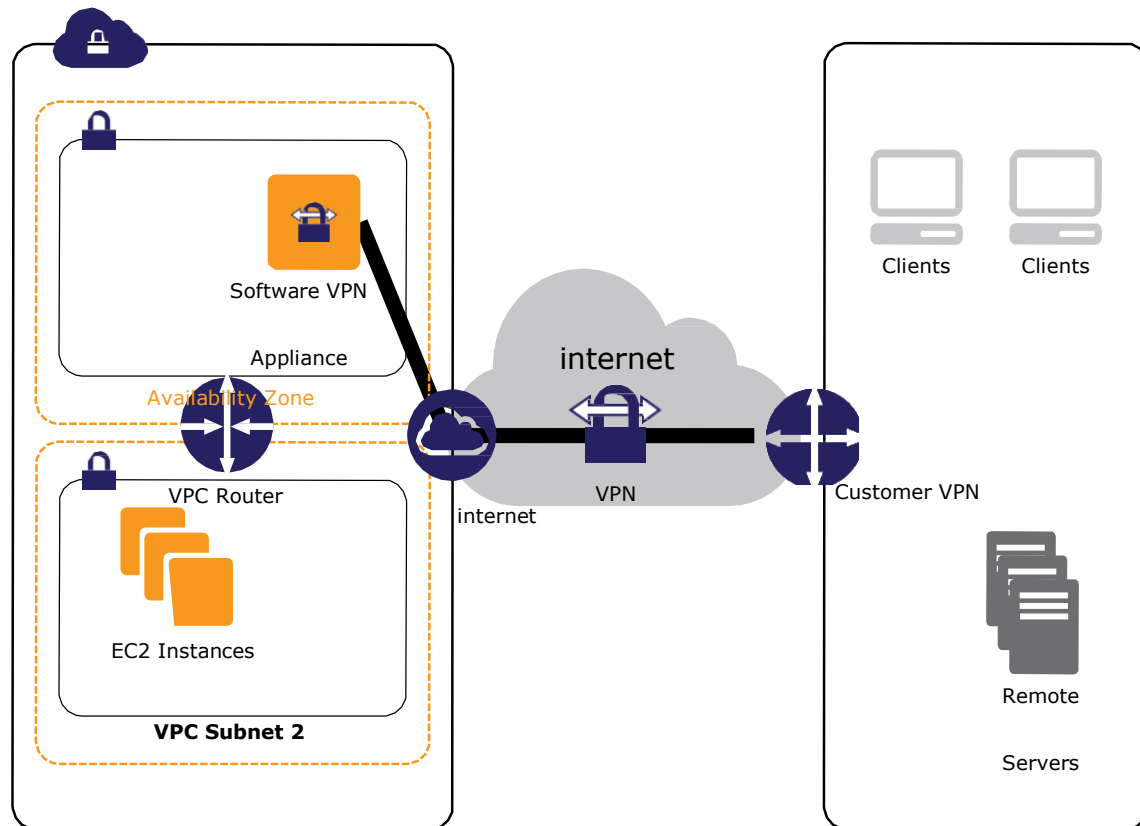 Clients
Clients
Software VPN
Appliance
internet
Availability Zone
VPC Router
VPN
Customer VPN
internet
EC2 Instances
Remote
VPC Subnet 2
Servers